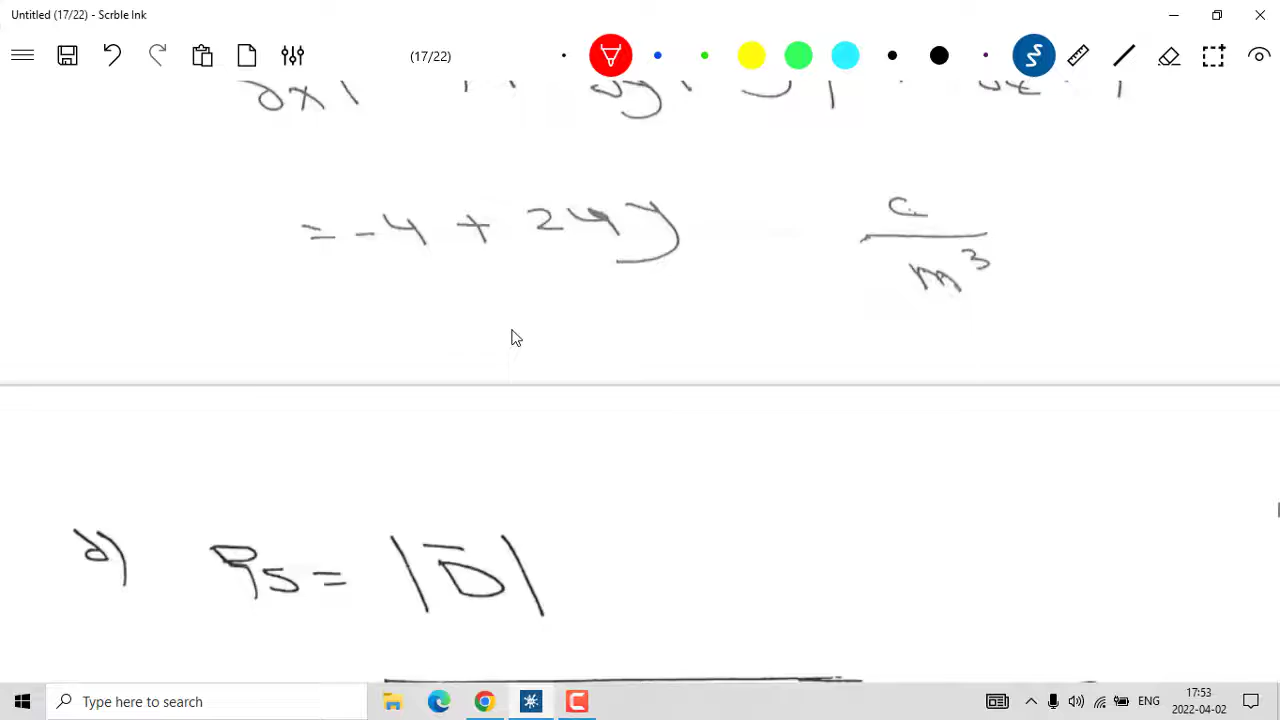 Untitled (17/22) - Scrble Ink
(17/22)
= -4 + 24y C/m³
d) ρs = |D̅|
Type here to search
ENG
17:53
2022-04-02